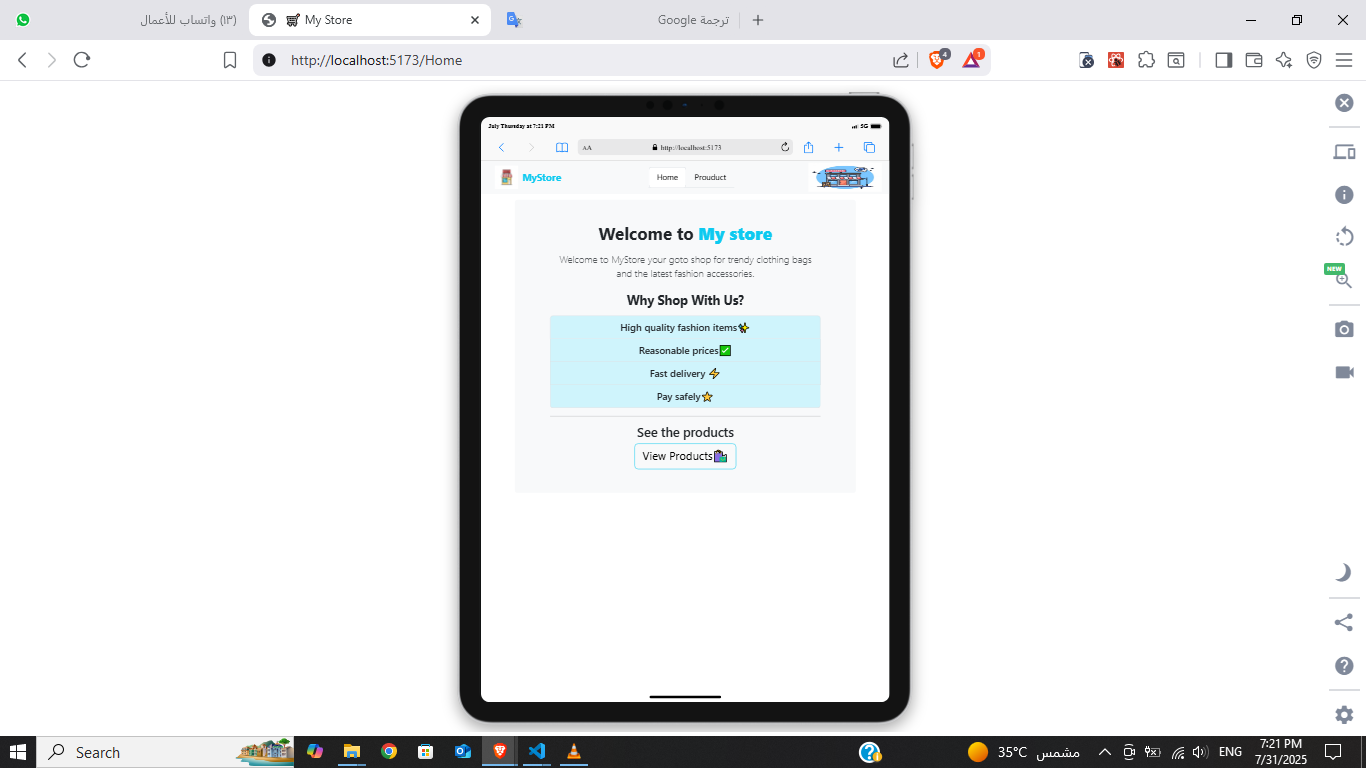 (١٣) واتساب للأعمال
My Store
ترجمة Google
http://localhost:5173/Home
4
1
July Thursday at 7:21 PM
5G
AA
http://localhost:5173
MyStore
Home
Prouduct
Welcome to My store
Welcome to MyStore your goto shop for trendy clothing bags
and the latest fashion accessories.
Why Shop With Us?
High quality fashion items
Reasonable prices
Fast delivery
Pay safely
See the products
View Products
NEW
Search
35°C
مشمس
ENG
7:21 PM
7/31/2025